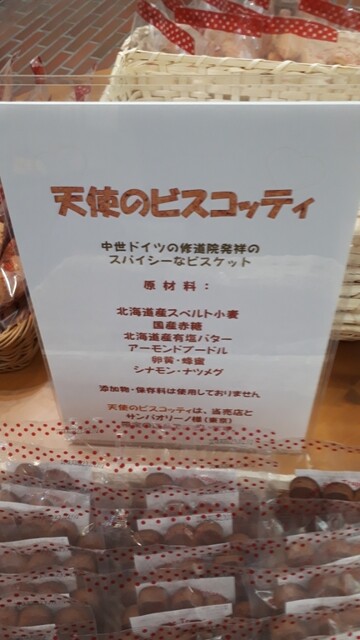 天使のビスコッティ
中世ドイツの修道院発祥の
スパイシーなビスケット
原材料：
北海道産スペルト小麦
国産赤糖
北海道産有塩バター
アーモンドプードル
卵黄・蜂蜜
シナモン・ナツメグ
添加物・保存料は使用しておりません
天使のビスコッティは、当売店と
サンパオリーノ様(東京)